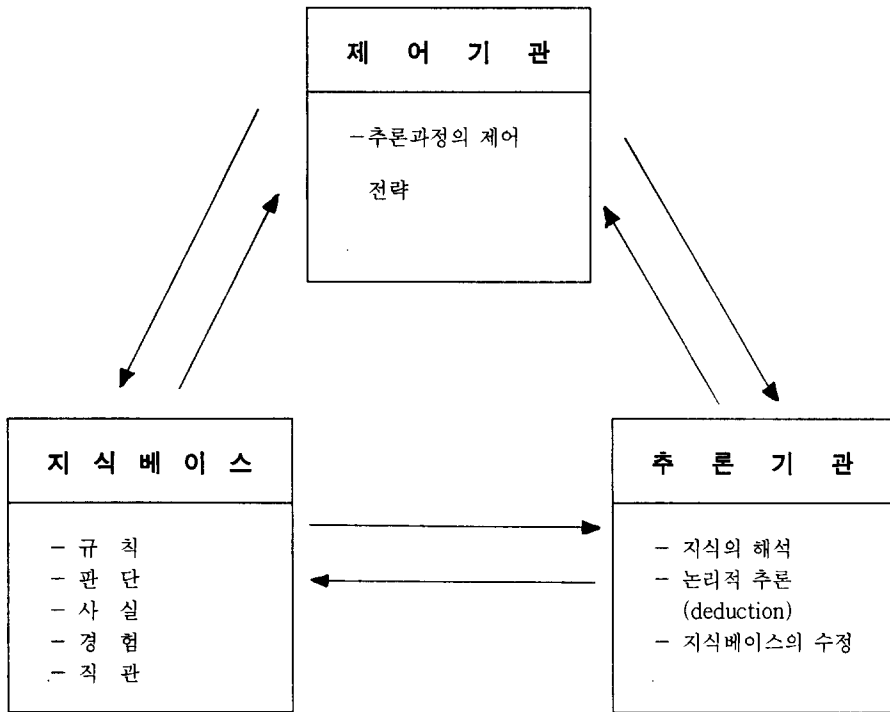 제 어 기 관
－추론과정의 제어
전략
지 식 베 이 스
－ 규 칙
－ 판 단
－ 사 실
－ 경 험
－ 직 관
추 론 기 관
－ 지식의 해석
－ 논리적 추론
(deduction)
－ 지식베이스의 수정